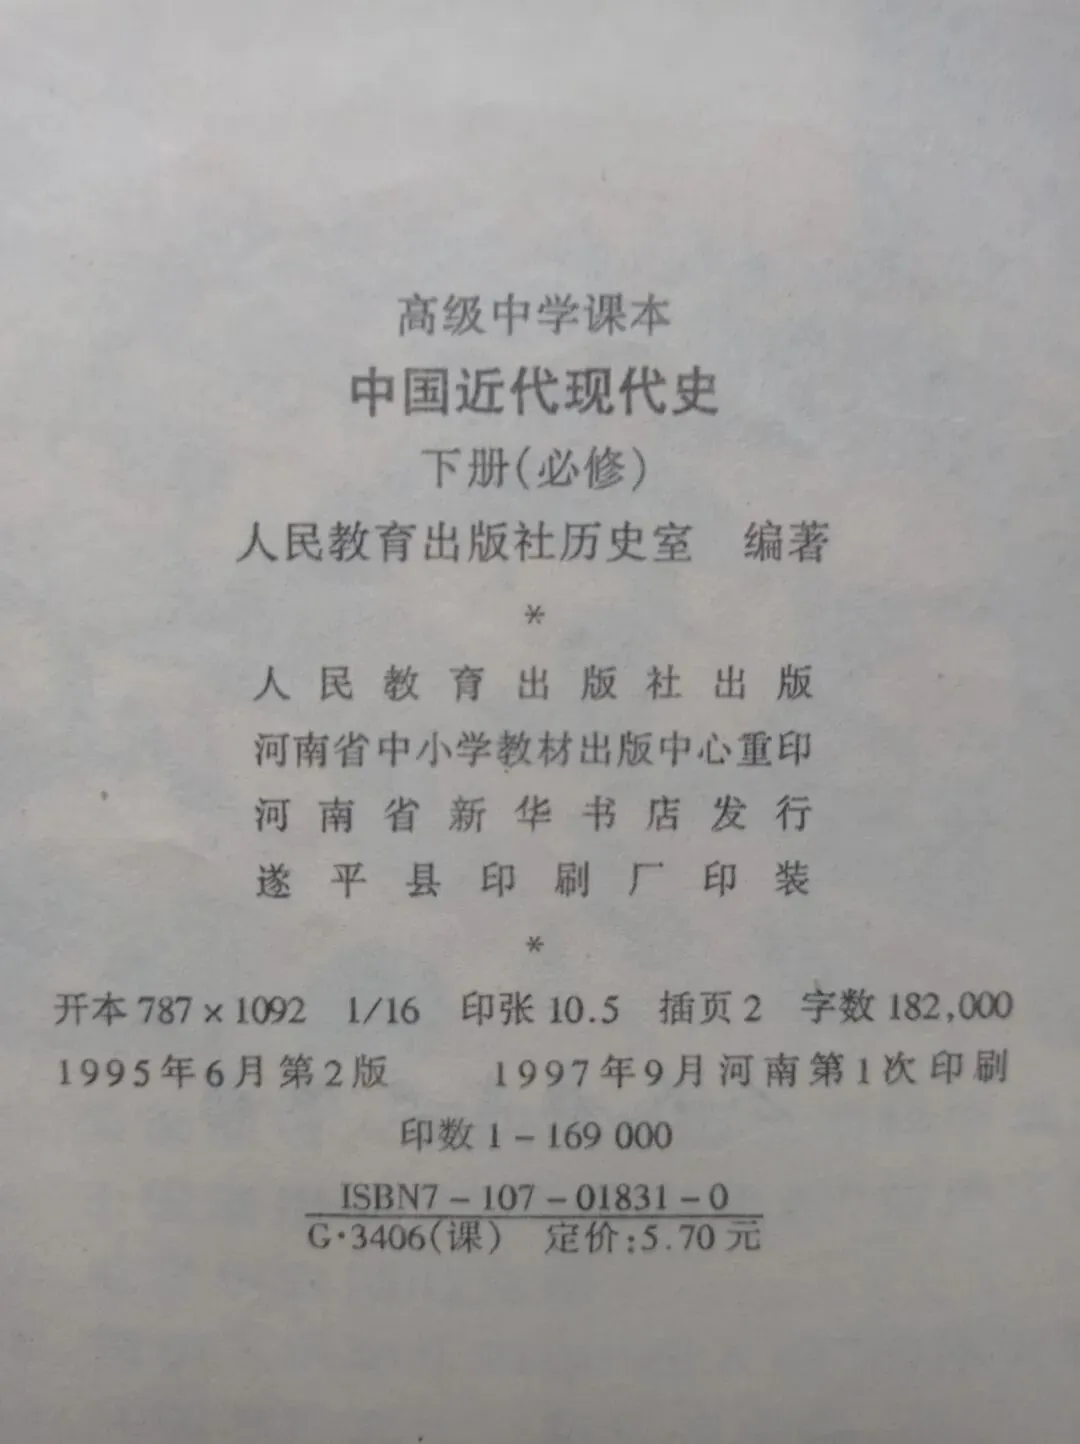 高级中学课本
中国近代现代史
下册(必修)
人民教育出版社历史室 编著
*
人民教育出版社出版
河南省中小学教材出版中心重印
河南省新华书店发行
遂平县印刷厂印装
*
开本 787×1092 1/16 印张 10.5 插页 2 字数 182,000
1995年6月第2版 1997年9月河南第1次印刷
印数 1－169 000
ISBN7－107－01831－0
G·3406(课) 定价:5.70元